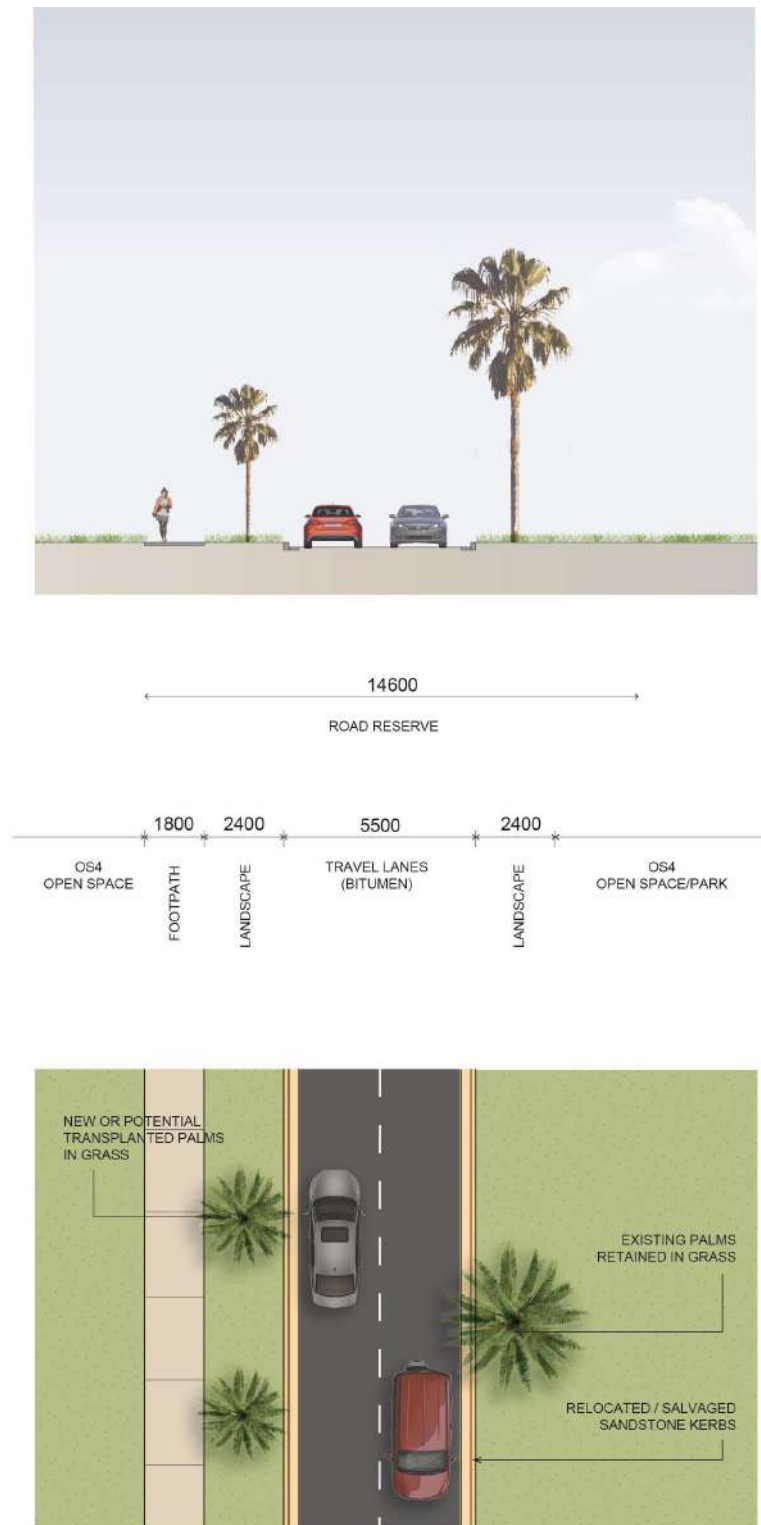 14600
ROAD RESERVE
1800
2400
5500
2400
OS4
OPEN SPACE
FOOTPATH
LANDSCAPE
TRAVEL LANES
(BITUMEN)
LANDSCAPE
OS4
OPEN SPACE/PARK
NEW OR POTENTIAL
TRANSPLANTED PALMS
IN GRASS
EXISTING PALMS
RETAINED IN GRASS
RELOCATED / SALVAGED
SANDSTONE KERBS